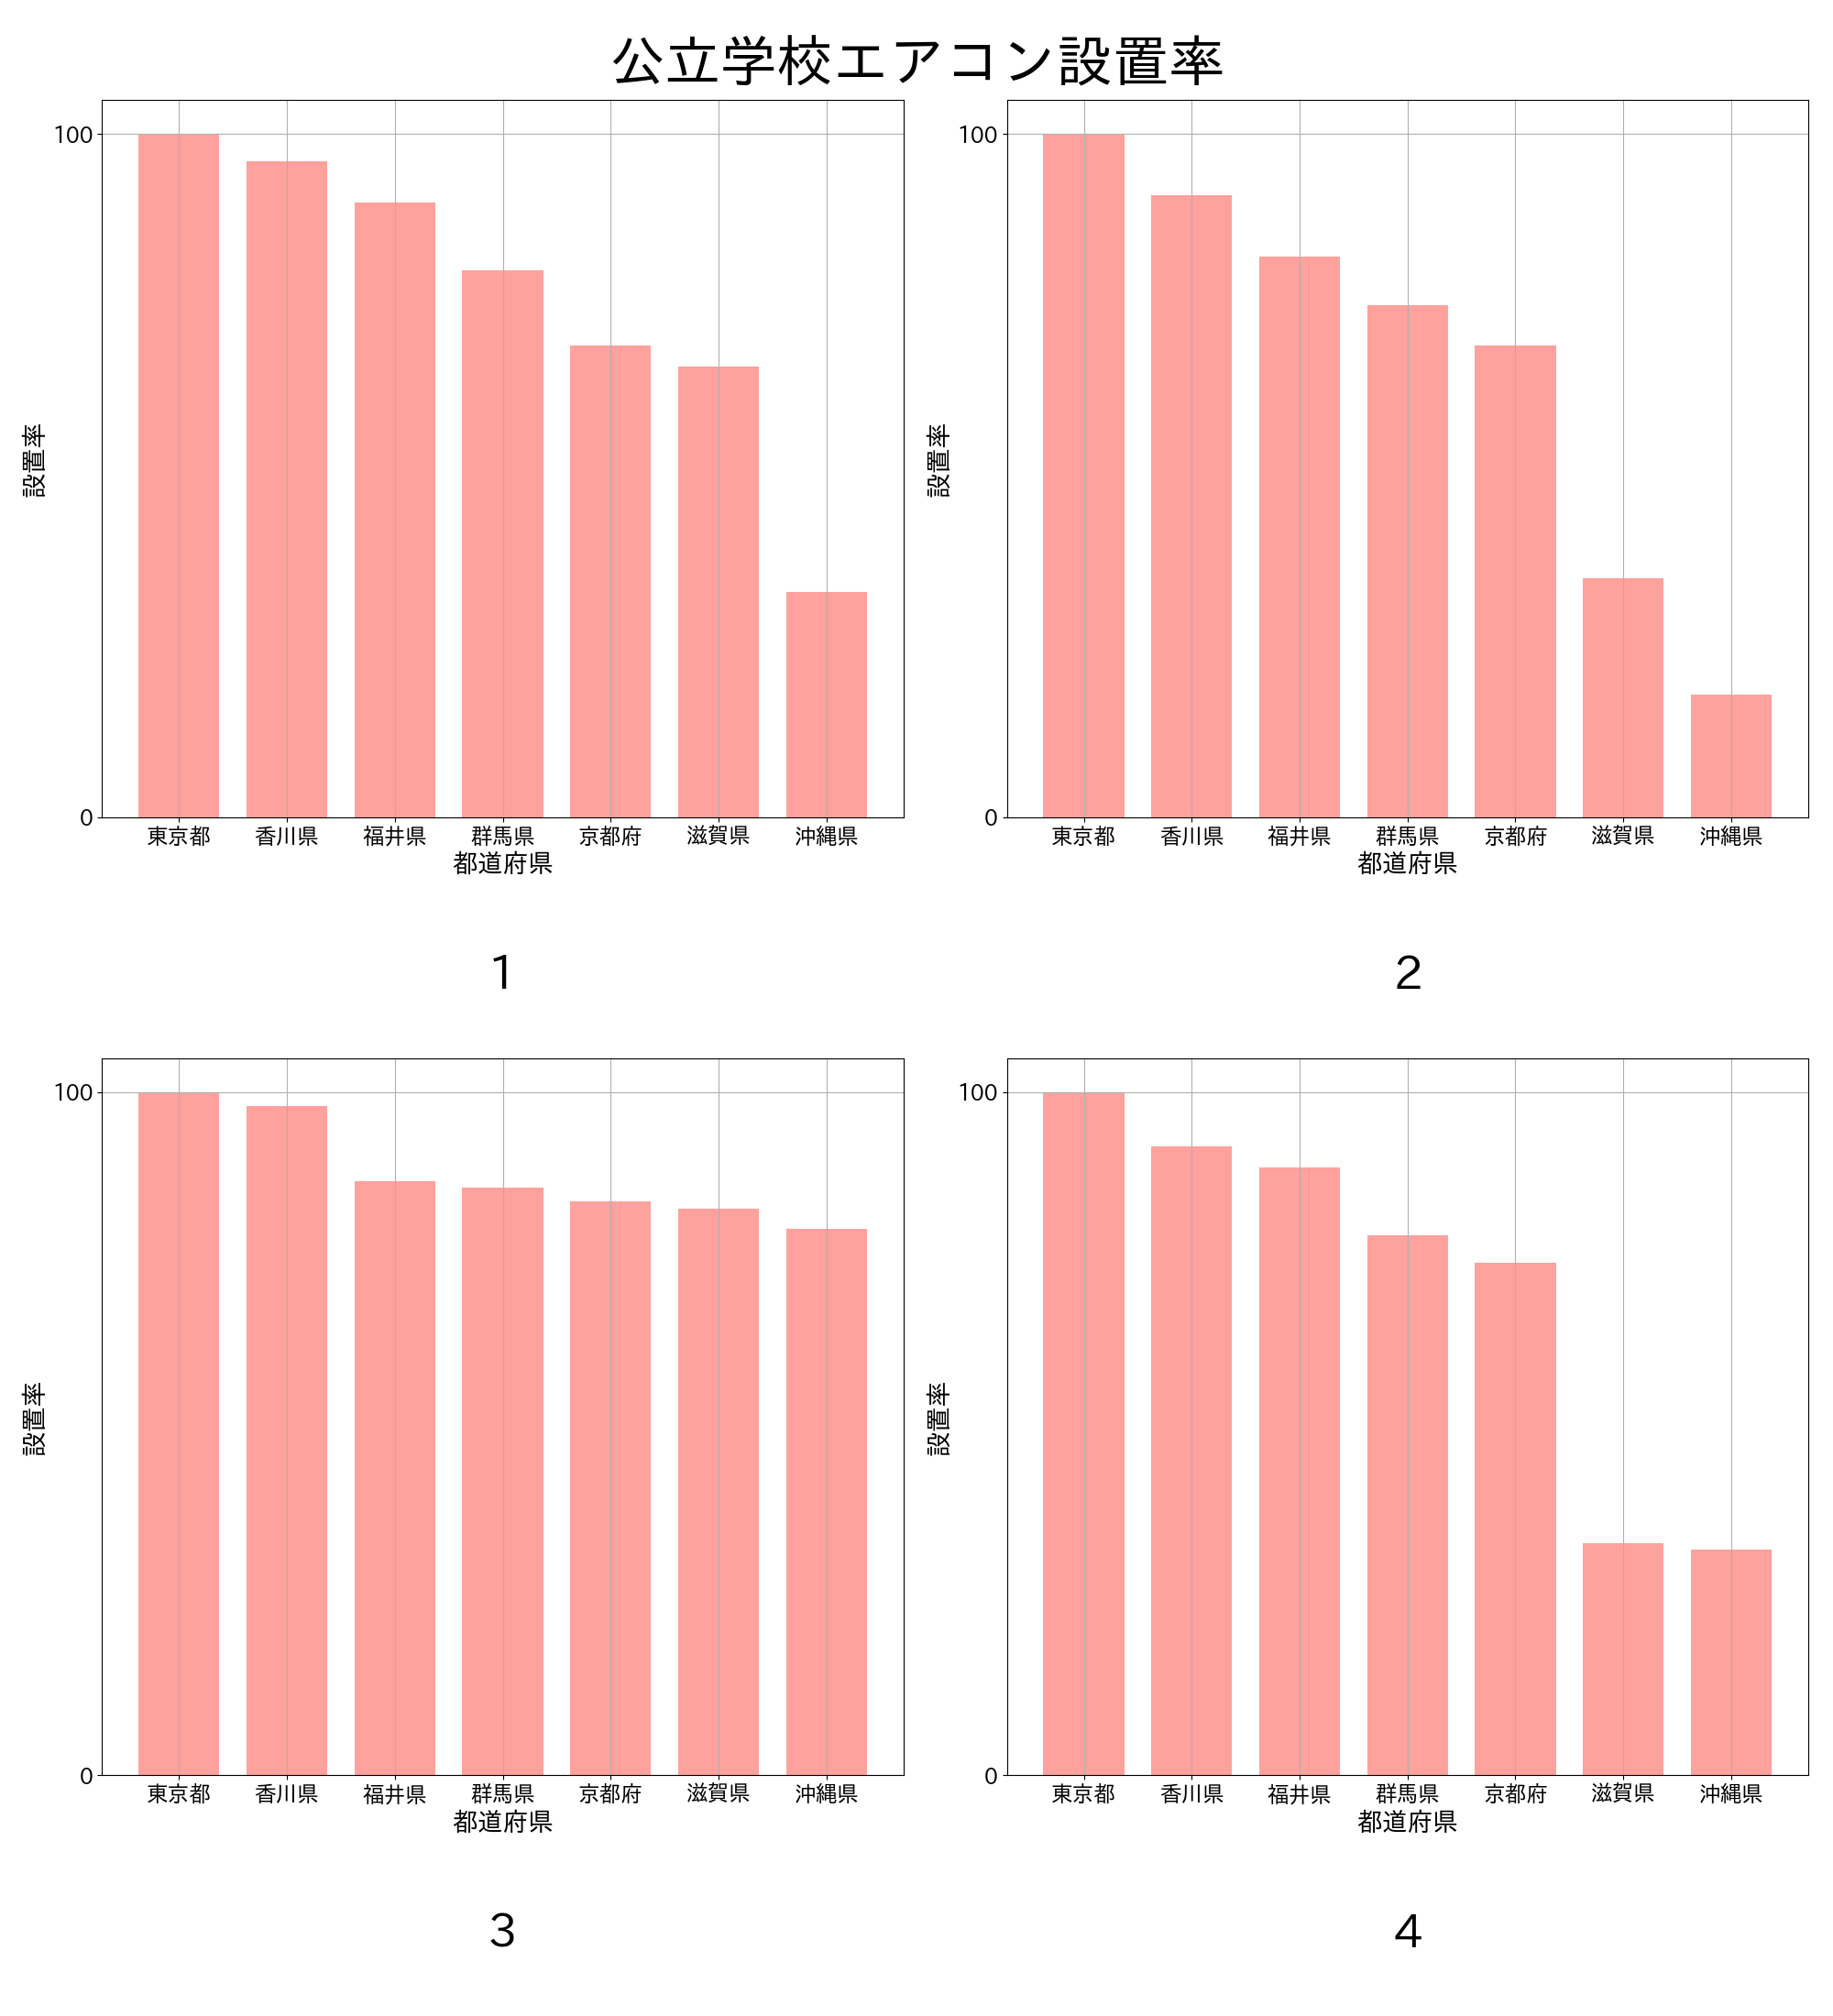 公立学校エアコン設置率
100
0
設置率
東京都 香川県 福井県 群馬県 京都府 滋賀県 沖縄県
都道府県
1
100
0
設置率
東京都 香川県 福井県 群馬県 京都府 滋賀県 沖縄県
都道府県
2
100
0
設置率
東京都 香川県 福井県 群馬県 京都府 滋賀県 沖縄県
都道府県
3
100
0
設置率
東京都 香川県 福井県 群馬県 京都府 滋賀県 沖縄県
都道府県
4